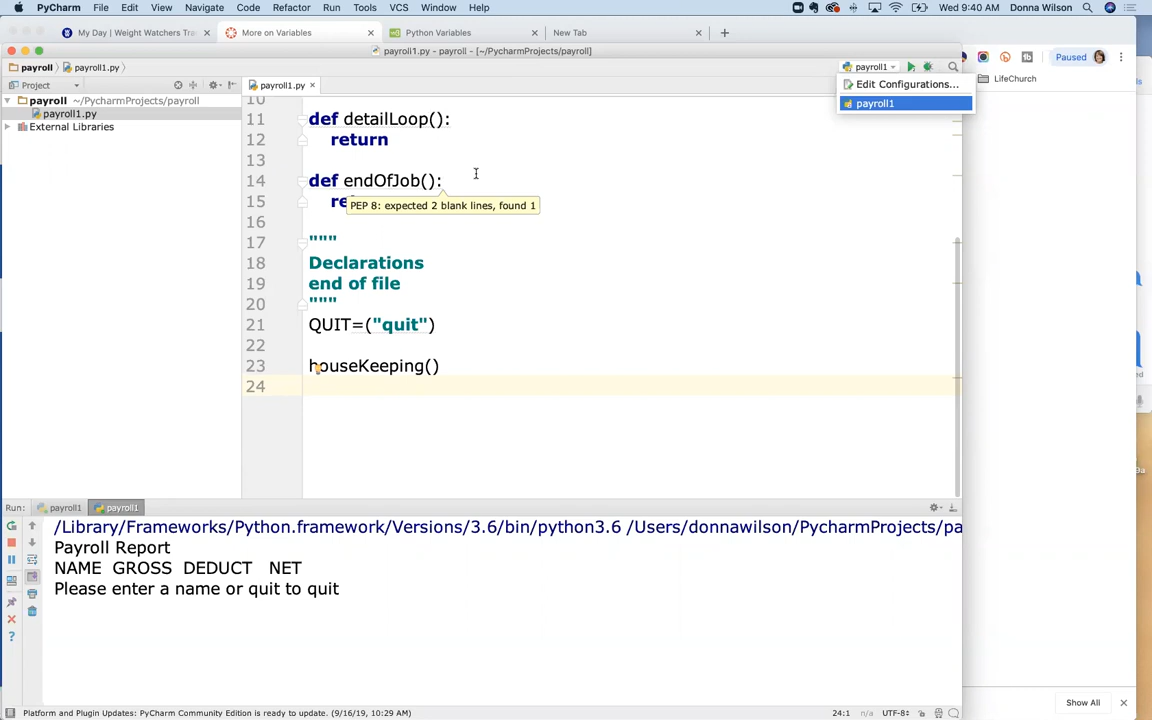 PyCharm File Edit View Navigate Code Refactor Run Tools VCS Window Help Wed 9:40 AM Donna Wilson
My Day | Weight Watchers Tra
More on Variables
Python Variables
New Tab
payroll1.py - payroll - [~/PycharmProjects/payroll]
Paused
LifeChurch
payroll payroll1.py
payroll1
Edit Configurations...
payroll1
Project
payroll1.py
payroll ~/PycharmProjects/payroll
payroll1.py
External Libraries
10
11 def detailLoop():
12 return
13
14 def endOfJob():
15 re
PEP 8: expected 2 blank lines, found 1
16
17 """
18 Declarations
19 end of file
20 """
21 QUIT=("quit")
22
23 houseKeeping()
24
Run: payroll1 payroll1
/Library/Frameworks/Python.framework/Versions/3.6/bin/python3.6 /Users/donnawilson/PycharmProjects/pa
Payroll Report
NAME GROSS DEDUCT NET
Please enter a name or quit to quit
Show All
Platform and Plugin Updates: PyCharm Community Edition is ready to update. (9/16/19, 10:29 AM) 24:1 n/a UTF-8